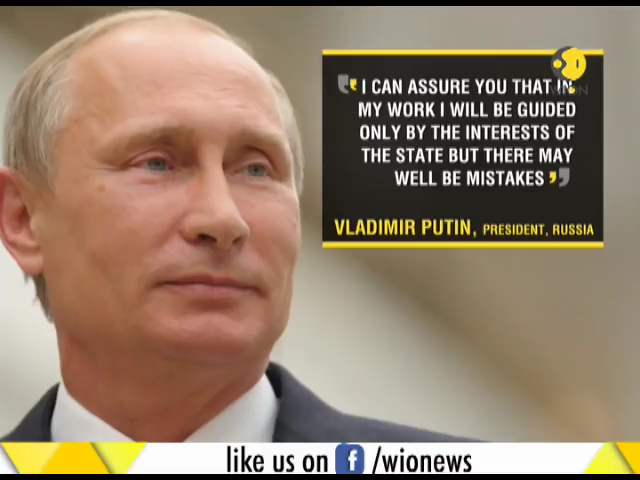 ❝ I CAN ASSURE YOU THAT IN
MY WORK I WILL BE GUIDED
ONLY BY THE INTERESTS OF
THE STATE BUT THERE MAY
WELL BE MISTAKES ❞
VLADIMIR PUTIN, PRESIDENT, RUSSIA
WION
like us on f /wionews